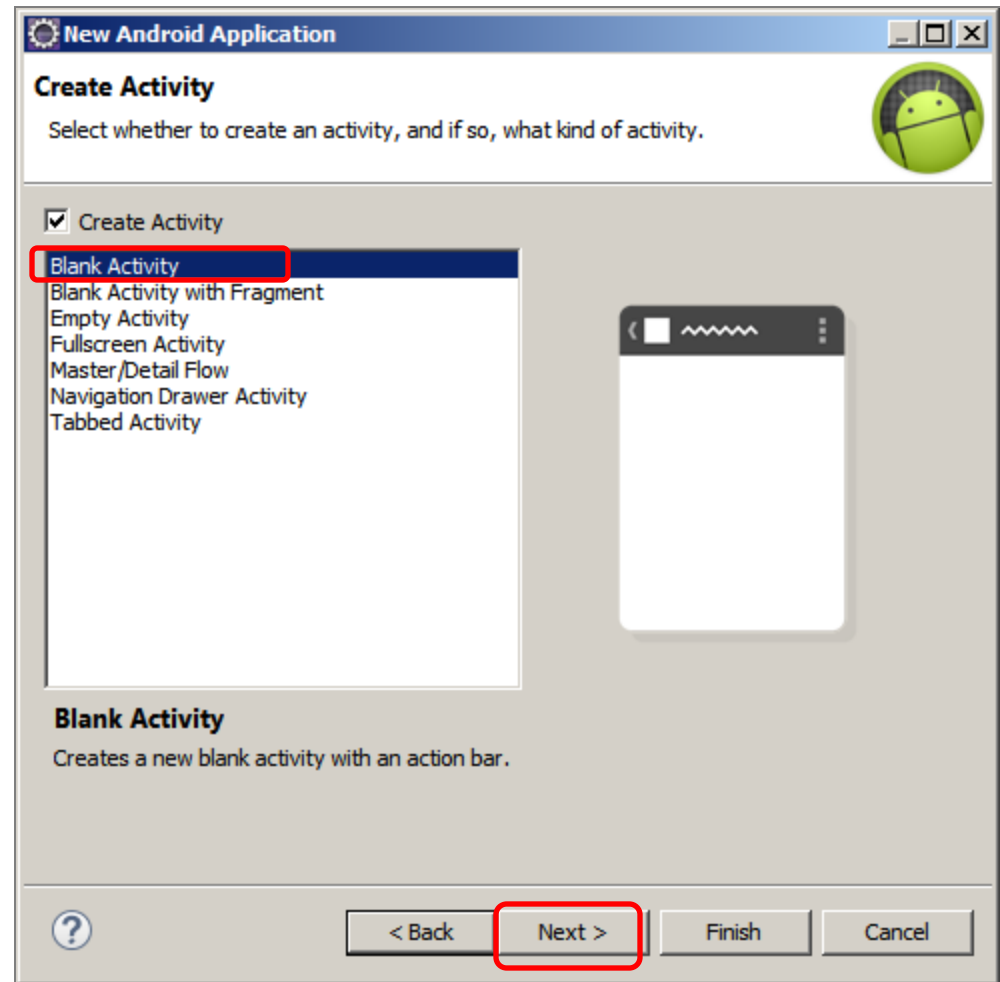 New Android Application
Create Activity
Select whether to create an activity, and if so, what kind of activity.
Create Activity
Blank Activity
Blank Activity with Fragment
Empty Activity
Fullscreen Activity
Master/Detail Flow
Navigation Drawer Activity
Tabbed Activity
Blank Activity
Creates a new blank activity with an action bar.
? < Back Next > Finish Cancel